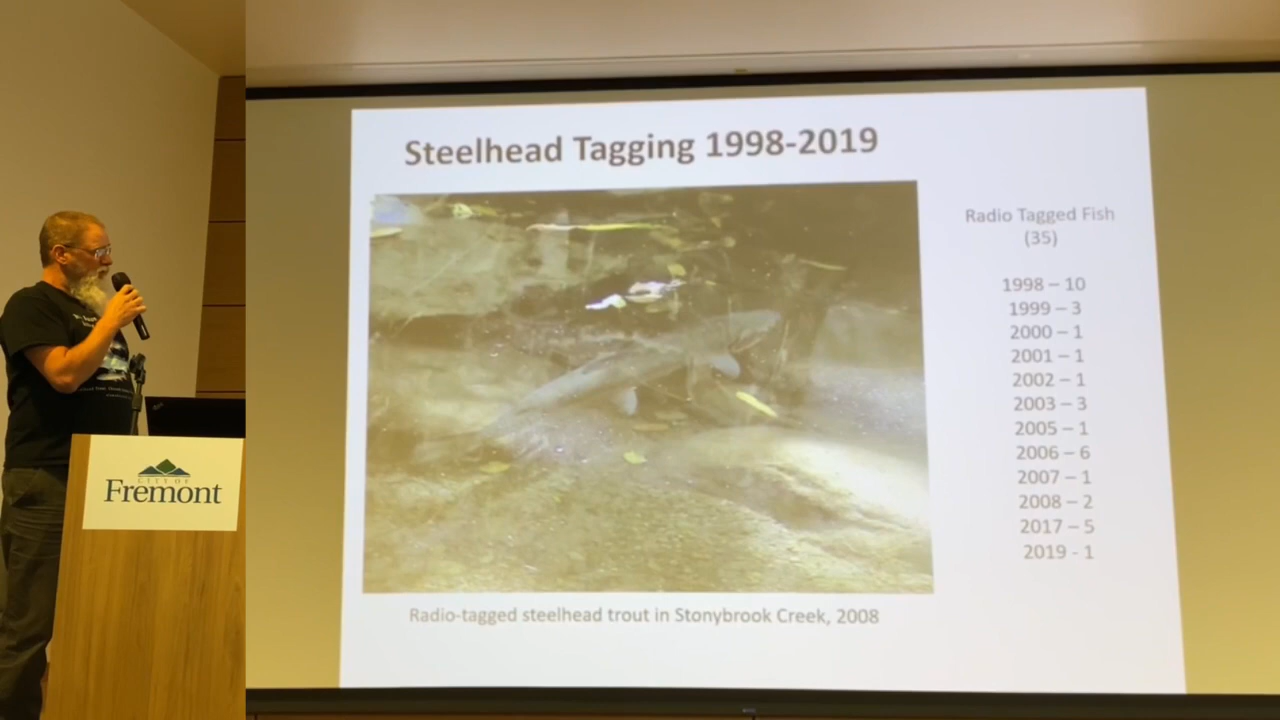 Steelhead Tagging 1998-2019
Radio Tagged Fish
(35)
1998 – 10
1999 – 3
2000 – 1
2001 – 1
2002 – 1
2003 – 3
2005 – 1
2006 – 6
2007 – 1
2008 – 2
2017 – 5
2019 - 1
Radio-tagged steelhead trout in Stonybrook Creek, 2008
CITY OF
Fremont